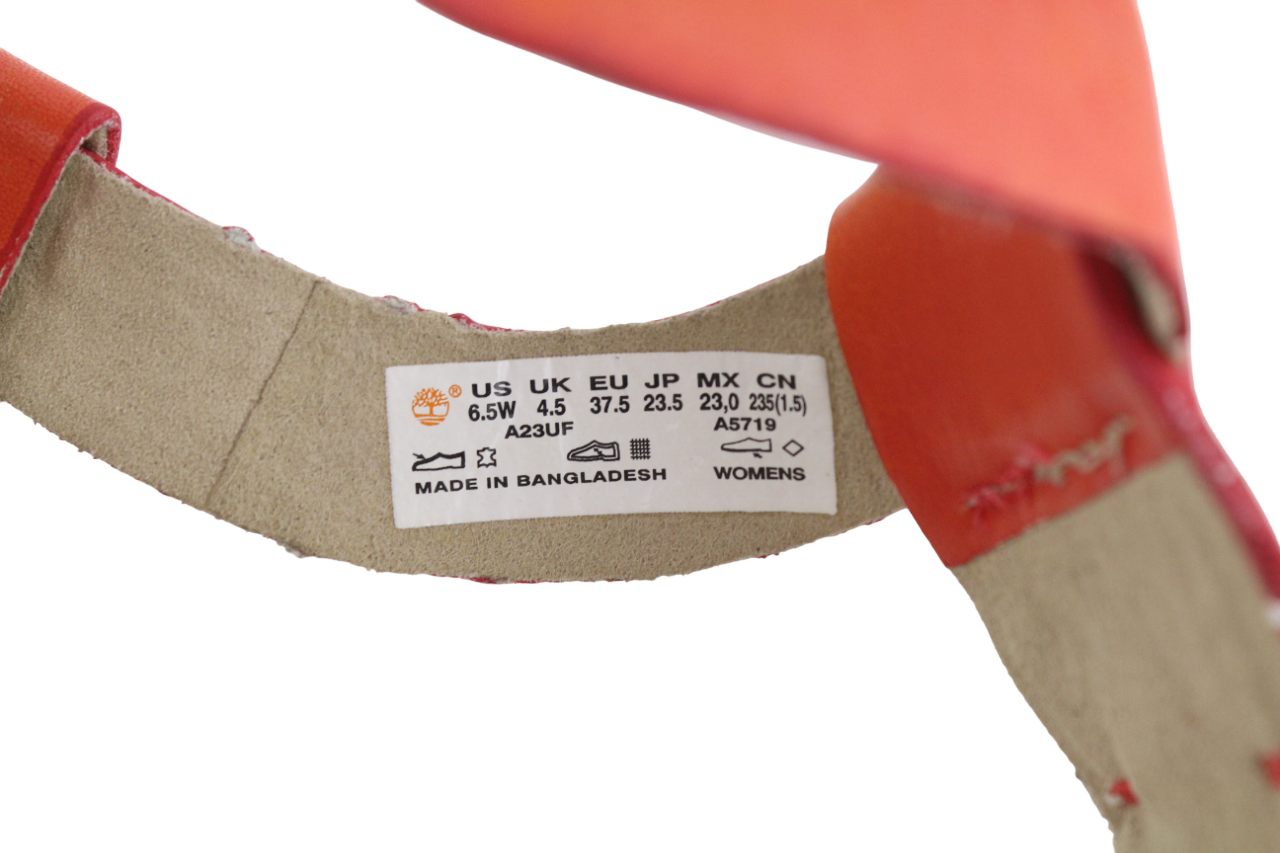 ® US UK EU JP MX CN
6.5W 4.5 37.5 23.5 23,0 235(1.5)
A23UF A5719
MADE IN BANGLADESH WOMENS